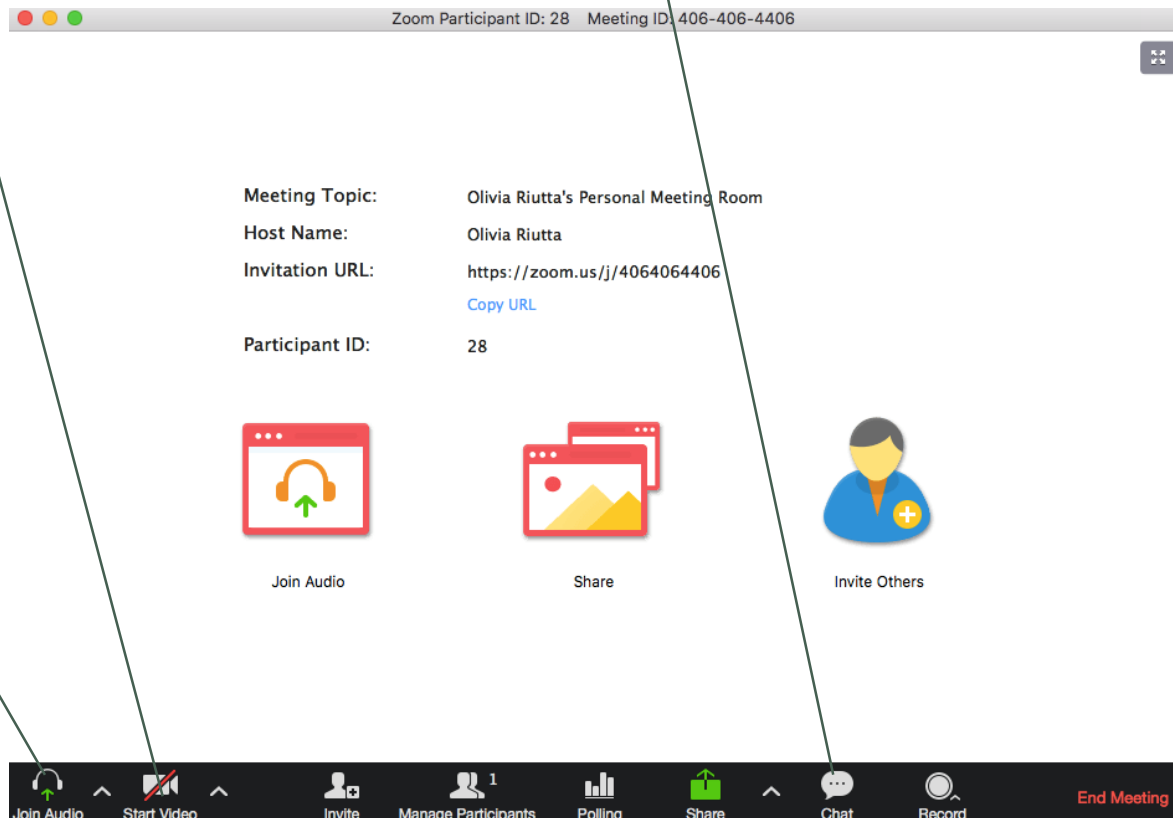 Zoom Participant ID: 28 Meeting ID: 406-406-4406
Meeting Topic: Olivia Riutta's Personal Meeting Room
Host Name: Olivia Riutta
Invitation URL: https://zoom.us/j/4064064406
Copy URL
Participant ID: 28
Join Audio Share Invite Others
1
Join Audio Start Video Invite Manage Participants Polling Share Chat Record End Meeting